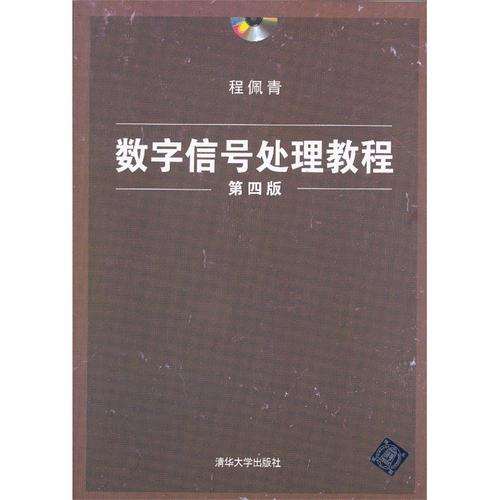 程佩青
数字信号处理教程
第四版
清华大学出版社